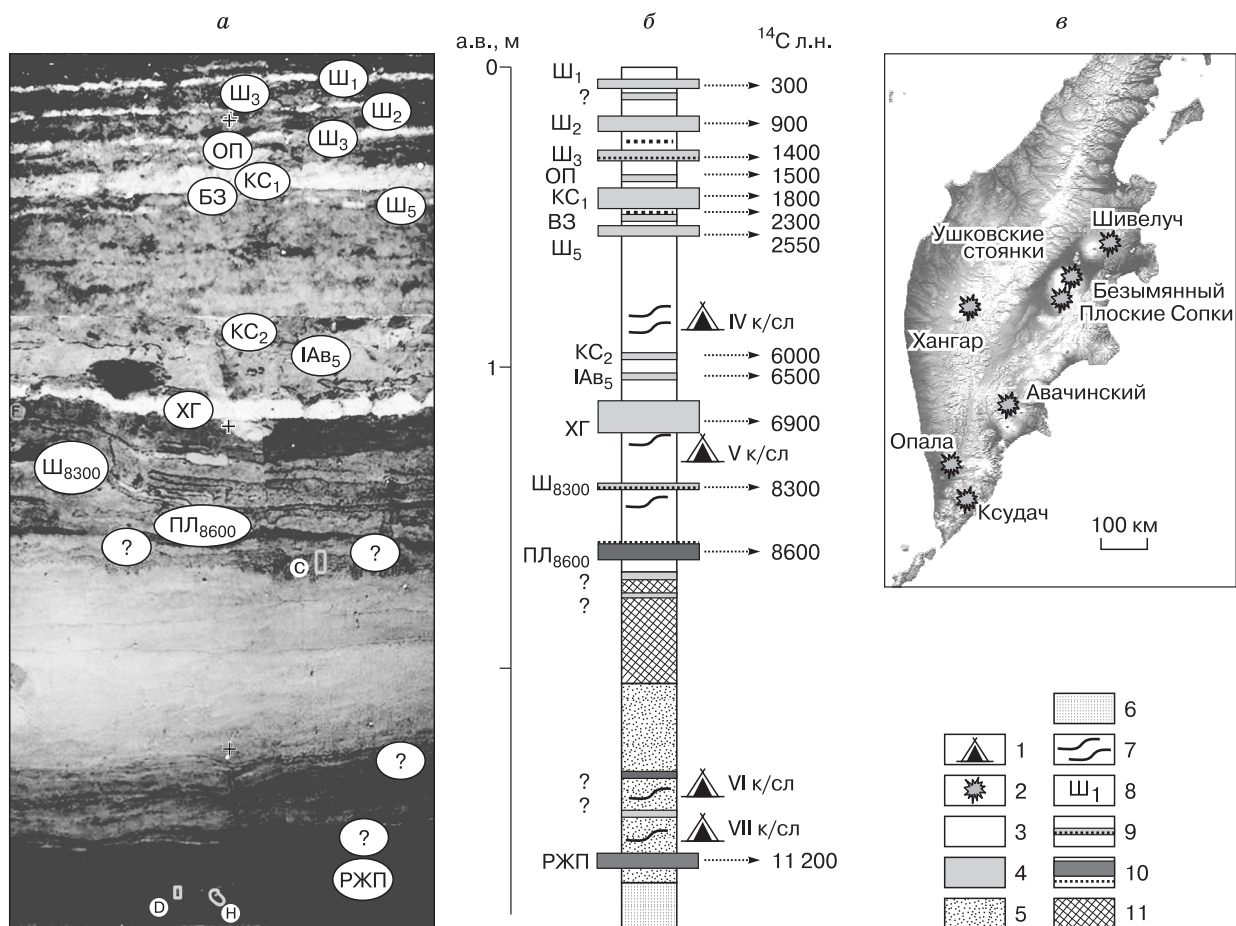 а
Ш1
Ш3
Ш2
Ш3
ОП
КС1
БЗ
Ш5
КС2
IАв5
ХГ
Ш8300
ПЛ8600
?
?
C
?
?
РЖП
D
H
E
а.в., м
б
14C л.н.
0
1
Ш1
300
?
Ш2
900
Ш3
1400
ОП
1500
КС1
1800
2300
ВЗ
2550
Ш5
IV к/сл
КС2
6000
IАв5
6500
ХГ
6900
V к/сл
Ш8300
8300
ПЛ8600
8600
?
?
?
VI к/сл
?
VII к/сл
РЖП
11 200
в
Шивелуч
Ушковские
стоянки
Безымянный
Плоские Сопки
Хангар
Авачинский
Опала
Ксудач
100 км
1
2
3
4
5
6
7
Ш1
8
9
10
11